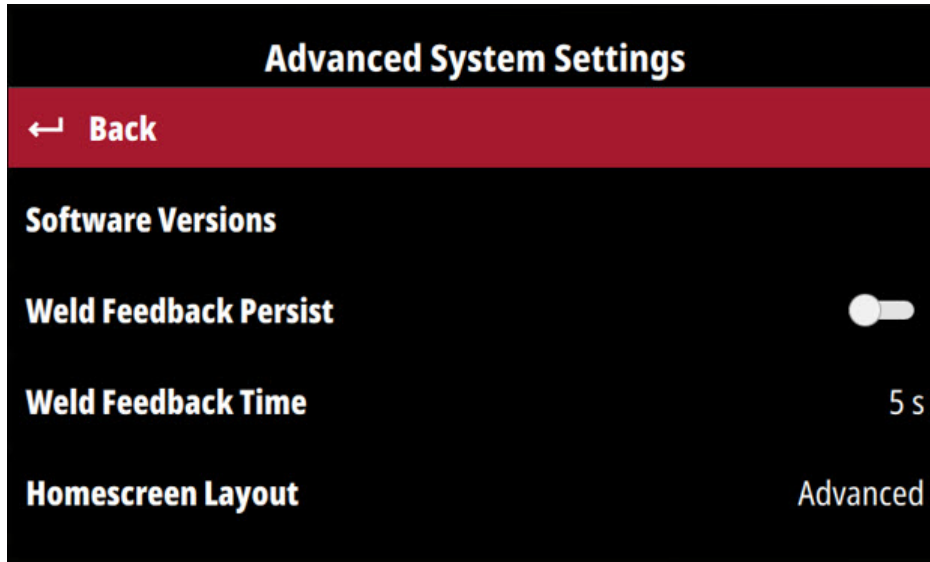 Advanced System Settings
Back
Software Versions
Weld Feedback Persist
Weld Feedback Time 5 s
Homescreen Layout Advanced